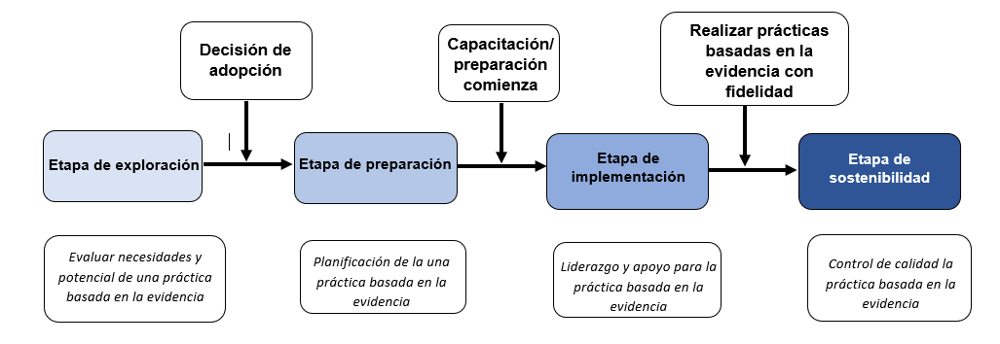 Decisión de
adopción
Capacitación/
preparación
comienza
Realizar prácticas
basadas en la
evidencia con
fidelidad
Etapa de exploración
Etapa de preparación
Etapa de
implementación
Etapa de
sostenibilidad
Evaluar necesidades y
potencial de una práctica
basada en la evidencia
Planificación de la una
práctica basada en la
evidencia
Liderazgo y apoyo para la
práctica basada en la
evidencia
Control de calidad la
práctica basada en la
evidencia